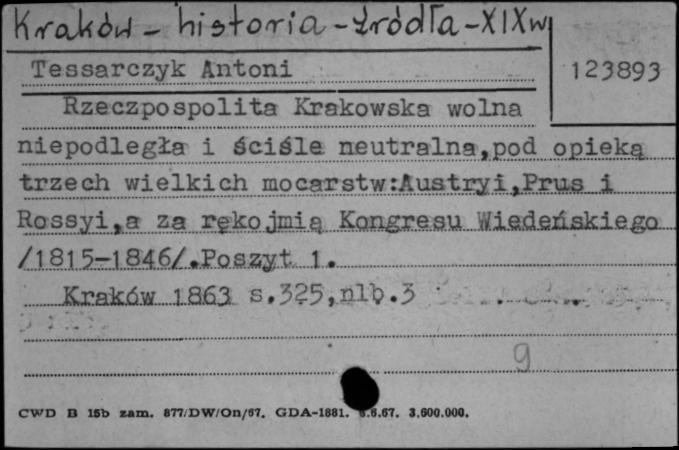 Kraków - historia - źródła - XIXw
Tessarczyk Antoni
123893
Rzeczpospolita Krakowska wolna
niepodległa i ściśle neutralna,pod opieką
trzech wielkich mocarstw:Austryi,Prus i
Rossyi,a za rękojmią Kongresu Wiedeńskiego
/1815-1846/.Poszyt 1.
Kraków 1863 s.325,nlb.3
9
CWD B 15b zam. 877/DW/On/67. GDA-1881. .6.67. 3.600.000.